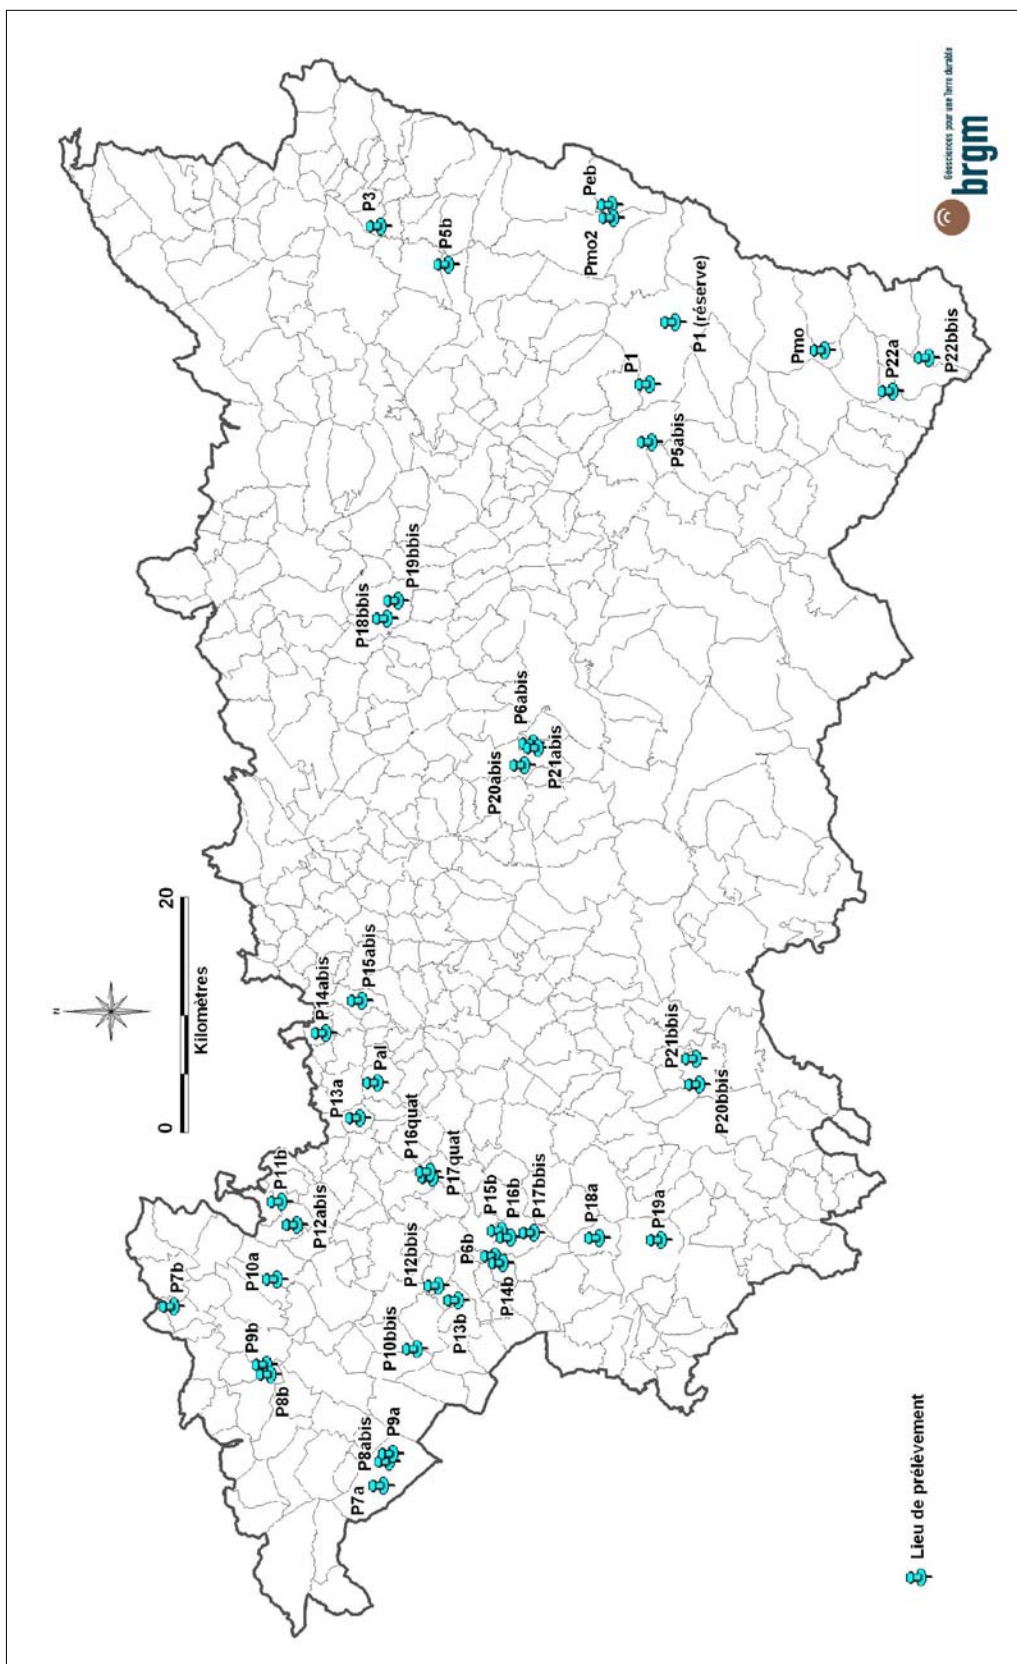 N
0
20
Kilomètres
P7b
P9b
P8b
P10a
P11b
P12abis
P13a
P14abis
P15abis
Pal
P7a
P8abis
P9a
P10bbis
P12bbis
P13b
P16quat
P17quat
P18bbis
P19bbis
P3
P5b
P6b
P14b
P15b
P16b
P17bbis
P20abis
P6abis
P21abis
P18a
P19a
P20bbis
P21bbis
P5abis
P1
P1 (réserve)
Pmo2
Peb
Pmo
P22a
P22bbbis
Lieu de prélèvement
Géosciences pour une Terre durable
brgm